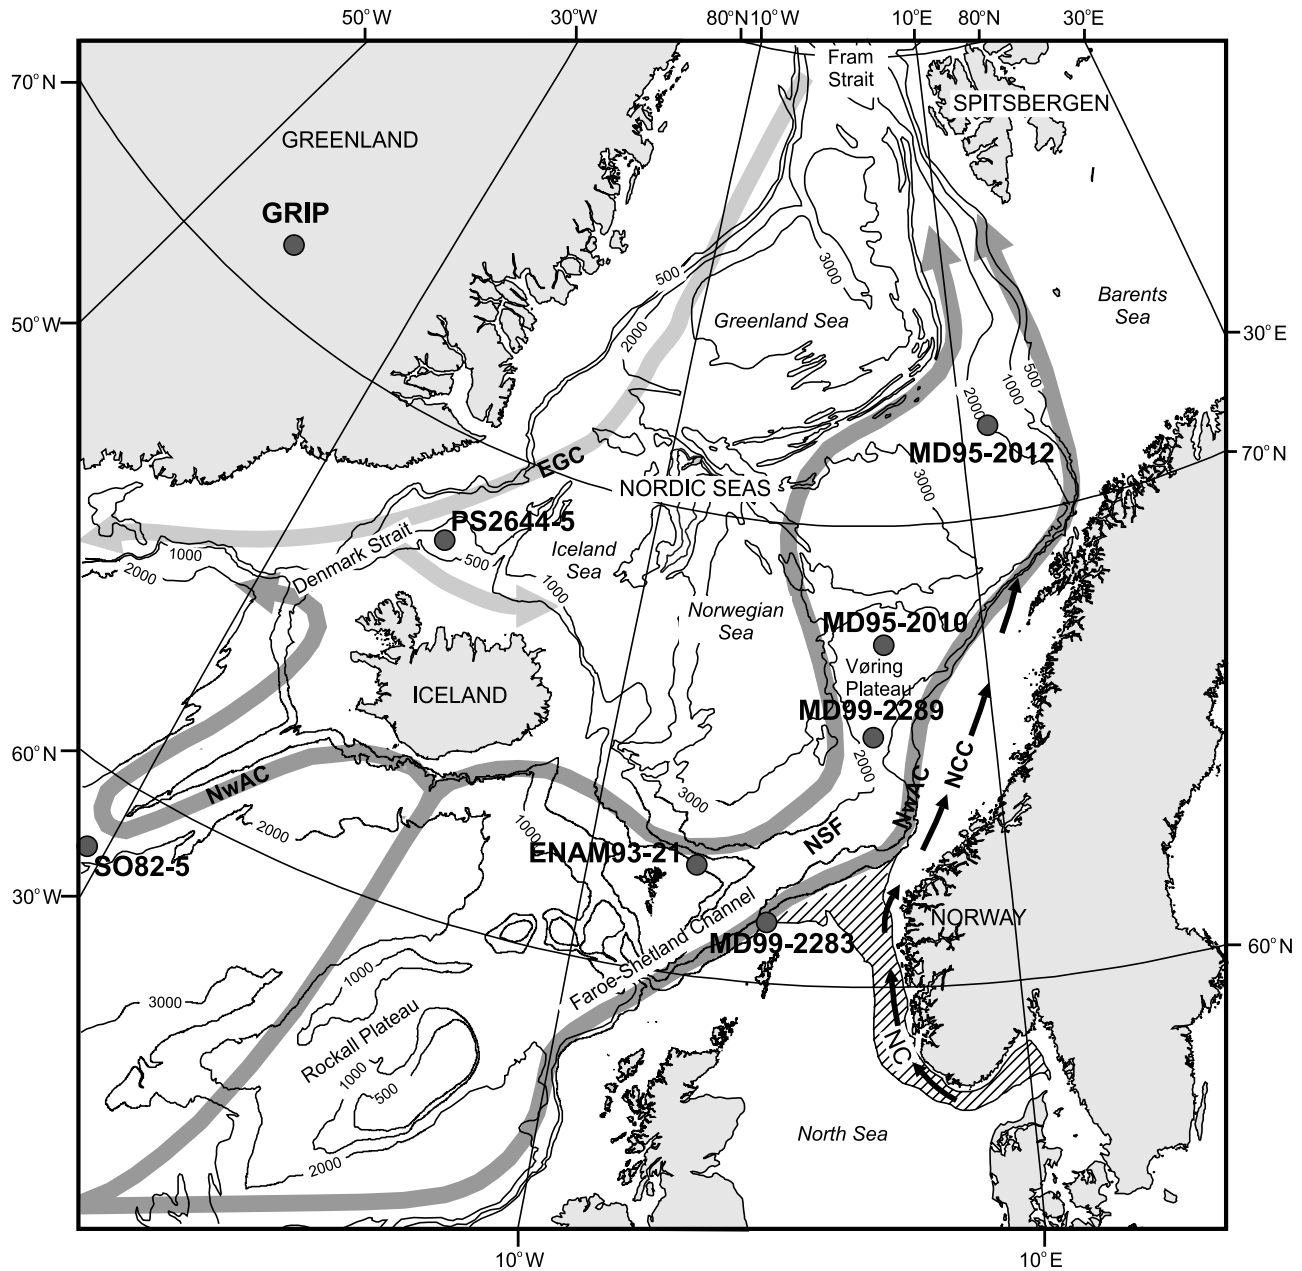 50°W
30°W
80°N
10°W
10°E
80°N
30°E
70°N
Fram
Strait
SPITSBERGEN
GREENLAND
GRIP
500
3000
Barents
Sea
2000
Greenland Sea
50°W
30°E
500
1000
2000
MD95-2012
70°N
EGC
NORDIC SEAS
3000
PS2644-5
Denmark Strait
1000
2000
500
Iceland
Sea
1000
Norwegian
Sea
MD95-2010
Vøring
Plateau
ICELAND
MD99-2289
60°N
NwAC
2000
NCC
3000
NwAC
2000
1000
NSF
ENAM93-21
SO82-5
30°W
Faroe-Shetland Channel
NORWAY
MD99-2283
60°N
1000
3000
Rockall Plateau
1000
500
NC
North Sea
2000
10°W
10°E